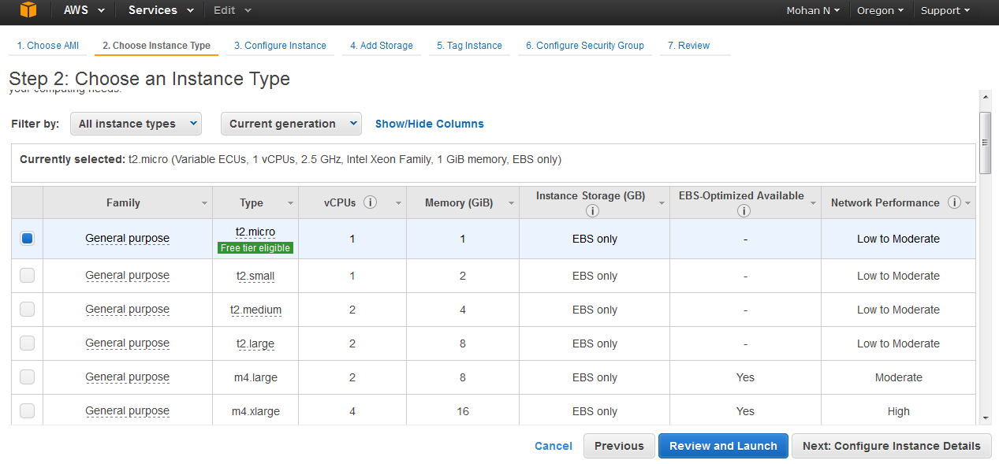 AWS Services Edit Mohan N Oregon Support
1. Choose AMI 2. Choose Instance Type 3. Configure Instance 4. Add Storage 5. Tag Instance 6. Configure Security Group 7. Review
Step 2: Choose an Instance Type
your computing needs.
Filter by: All instance types Current generation Show/Hide Columns
Currently selected: t2.micro (Variable ECUs, 1 vCPUs, 2.5 GHz, Intel Xeon Family, 1 GiB memory, EBS only)
Family Type vCPUs Memory (GiB) Instance Storage (GB) EBS-Optimized Available Network Performance
General purpose t2.micro 1 1 EBS only - Low to Moderate
Free tier eligible
General purpose t2.small 1 2 EBS only - Low to Moderate
General purpose t2.medium 2 4 EBS only - Low to Moderate
General purpose t2.large 2 8 EBS only - Low to Moderate
General purpose m4.large 2 8 EBS only Yes Moderate
General purpose m4.xlarge 4 16 EBS only Yes High
Cancel Previous Review and Launch Next: Configure Instance Details